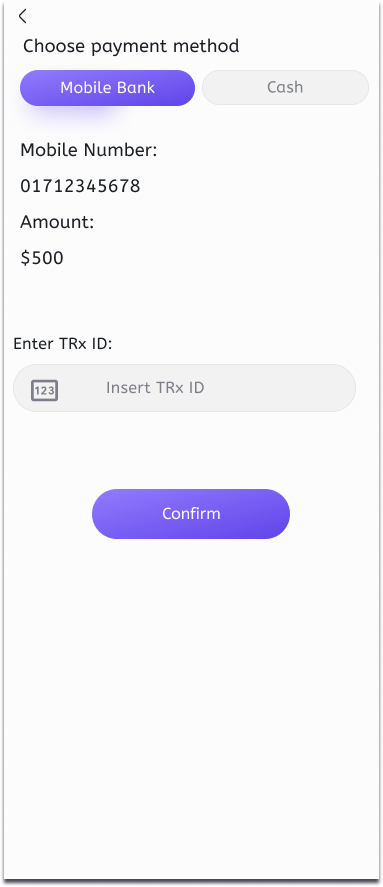 Choose payment method
Mobile Bank
Cash
Mobile Number:
01712345678
Amount:
$500
Enter TRx ID:
123
Insert TRx ID
Confirm